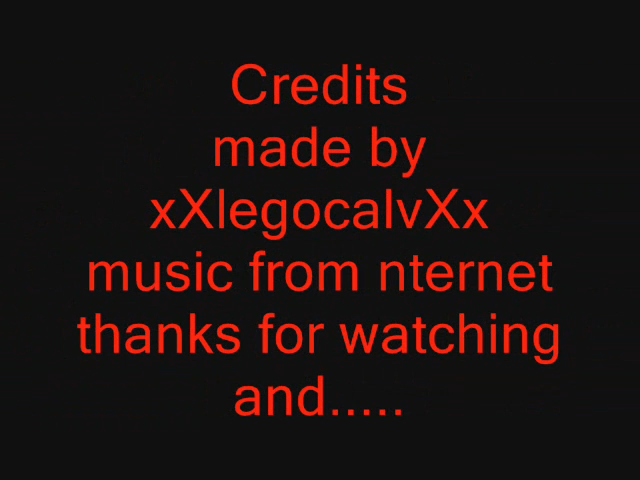 Credits
made by
xXlegocalvXx
music from nternet
thanks for watching
and.....